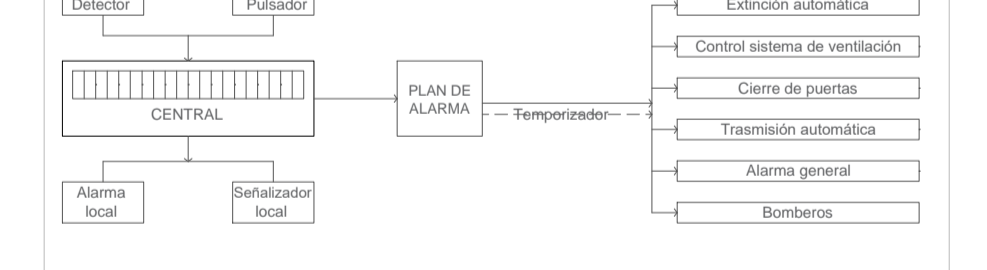 Detector
Pulsador
Extinción automática
Control sistema de ventilación
Cierre de puertas
CENTRAL
PLAN DE
ALARMA
Temporizador
Trasmisión automática
Alarma general
Bomberos
Alarma
local
Señalizador
local